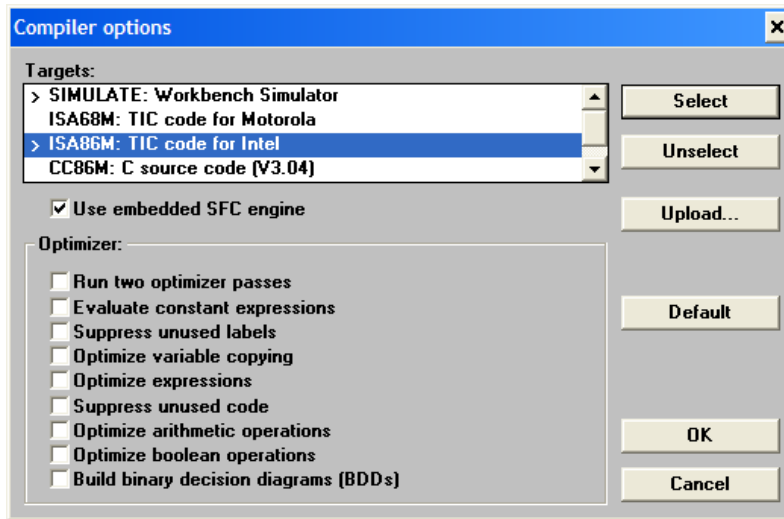 Compiler options
Targets:
> SIMULATE: Workbench Simulator
ISA68M: TIC code for Motorola
> ISA86M: TIC code for Intel
CC86M: C source code (V3.04)
Select
Unselect
Upload...
Use embedded SFC engine
Optimizer:
Run two optimizer passes
Evaluate constant expressions
Suppress unused labels
Optimize variable copying
Optimize expressions
Suppress unused code
Optimize arithmetic operations
Optimize boolean operations
Build binary decision diagrams (BDDs)
Default
OK
Cancel